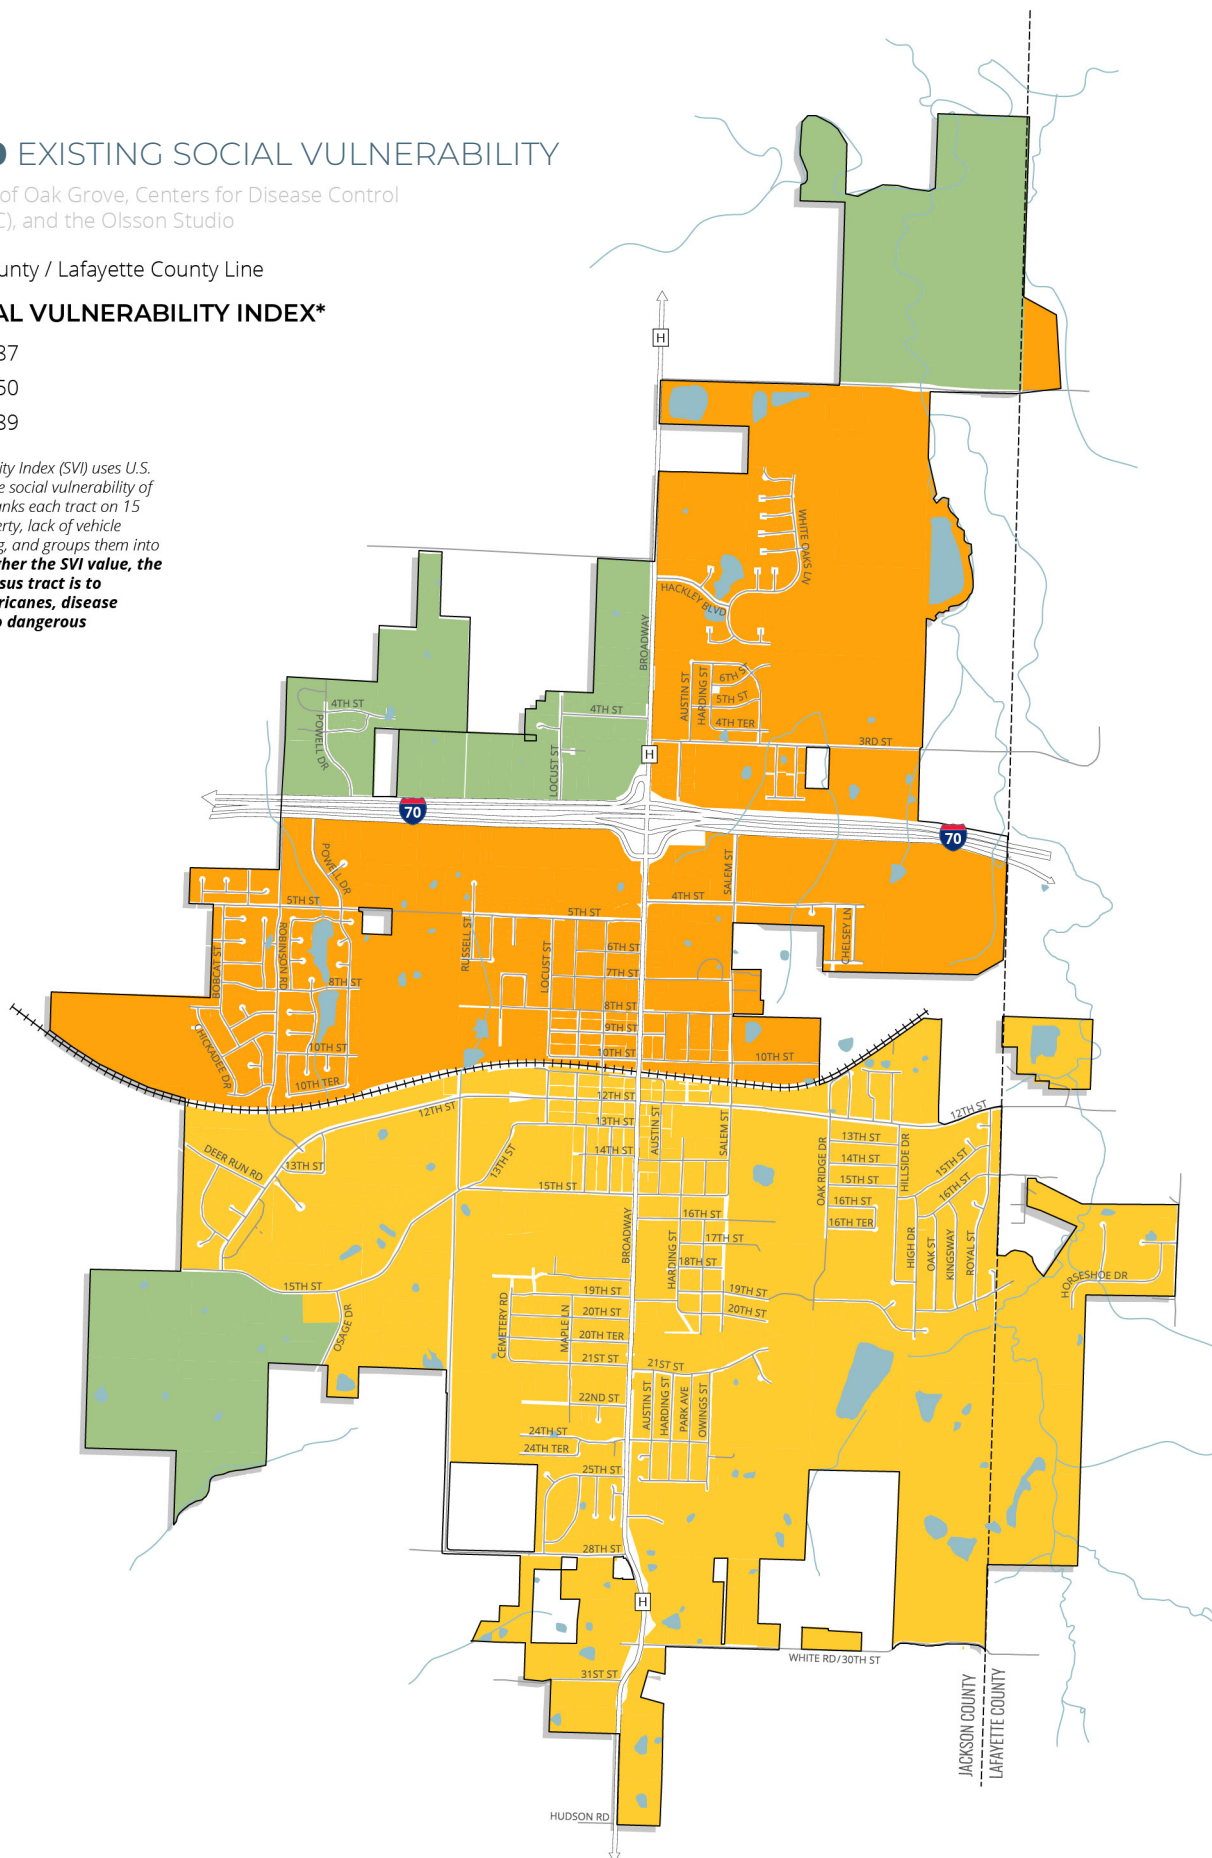 EXISTING SOCIAL VULNERABILITY
of Oak Grove, Centers for Disease Control
C), and the Olsson Studio
unty / Lafayette County Line
AL VULNERABILITY INDEX*
87
50
89
ity Index (SVI) uses U.S.
e social vulnerability of
anks each tract on 15
erty, lack of vehicle
g, and groups them into
gher the SVI value, the
sus tract is to
rricanes, disease
o dangerous
H
WHITE OAKS LN
HACKLEY BLVD
BROADWAY
AUSTIN ST
HARDING ST
6TH ST
5TH ST
4TH TER
4TH ST
POWELL DR
4TH ST
LOCUST ST
H
3RD ST
70
70
POWELL DR
SALEM ST
5TH ST
4TH ST
5TH ST
CHELSEY LN
BOBCAT ST
ROBINSON RD
RUSSELL ST
LOCUST ST
6TH ST
7TH ST
8TH ST
8TH ST
9TH ST
CHICKADEE DR
10TH ST
10TH ST
10TH ST
10TH TER
12TH ST
12TH ST
12TH ST
13TH ST
AUSTIN ST
SALEM ST
13TH ST
14TH ST
14TH ST
15TH ST
16TH ST
16TH TER
OAK RIDGE DR
HILLSIDE DR
15TH ST
16TH ST
DEER RUN RD
13TH ST
13TH ST
15TH ST
16TH ST
17TH ST
18TH ST
BROADWAY
HARDING ST
HIGH DR
OAK ST
KINGSWAY
ROYAL ST
HORSESHOE DR
15TH ST
OSAGE DR
CEMETERY RD
MAPLE LN
19TH ST
19TH ST
20TH ST
20TH ST
20TH TER
21ST ST
21ST ST
22ND ST
AUSTIN ST
HARDING ST
PARK AVE
OWINGS ST
24TH ST
24TH TER
25TH ST
28TH ST
H
WHITE RD/30TH ST
31ST ST
JACKSON COUNTY
LAFAYETTE COUNTY
HUDSON RD